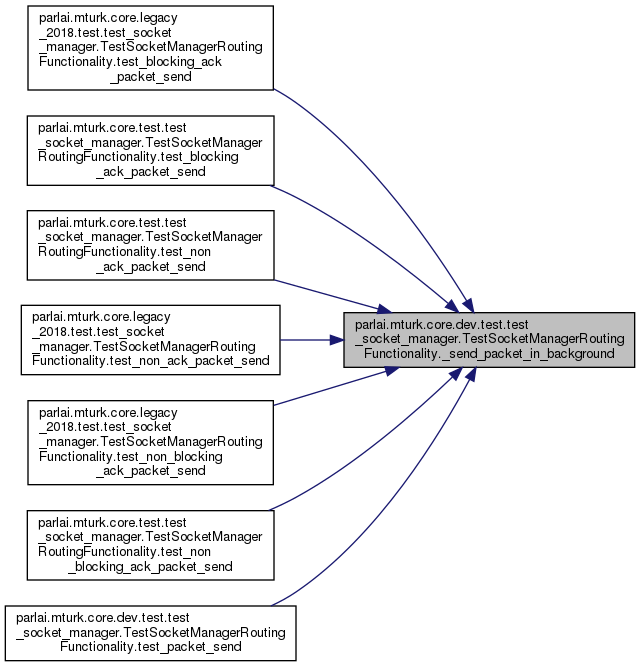 parlai.mturk.core.legacy
_2018.test.test_socket
_manager.TestSocketManagerRouting
Functionality.test_blocking_ack
_packet_send
parlai.mturk.core.test.test
_socket_manager.TestSocketManager
RoutingFunctionality.test_blocking
_ack_packet_send
parlai.mturk.core.test.test
_socket_manager.TestSocketManager
RoutingFunctionality.test_non
_ack_packet_send
parlai.mturk.core.legacy
_2018.test.test_socket
_manager.TestSocketManagerRouting
Functionality.test_non_ack_packet_send
parlai.mturk.core.dev.test.test
_socket_manager.TestSocketManagerRouting
Functionality._send_packet_in_background
parlai.mturk.core.legacy
_2018.test.test_socket
_manager.TestSocketManagerRouting
Functionality.test_non_blocking
_ack_packet_send
parlai.mturk.core.test.test
_socket_manager.TestSocketManager
RoutingFunctionality.test_non
_blocking_ack_packet_send
parlai.mturk.core.dev.test.test
_socket_manager.TestSocketManagerRouting
Functionality.test_packet_send